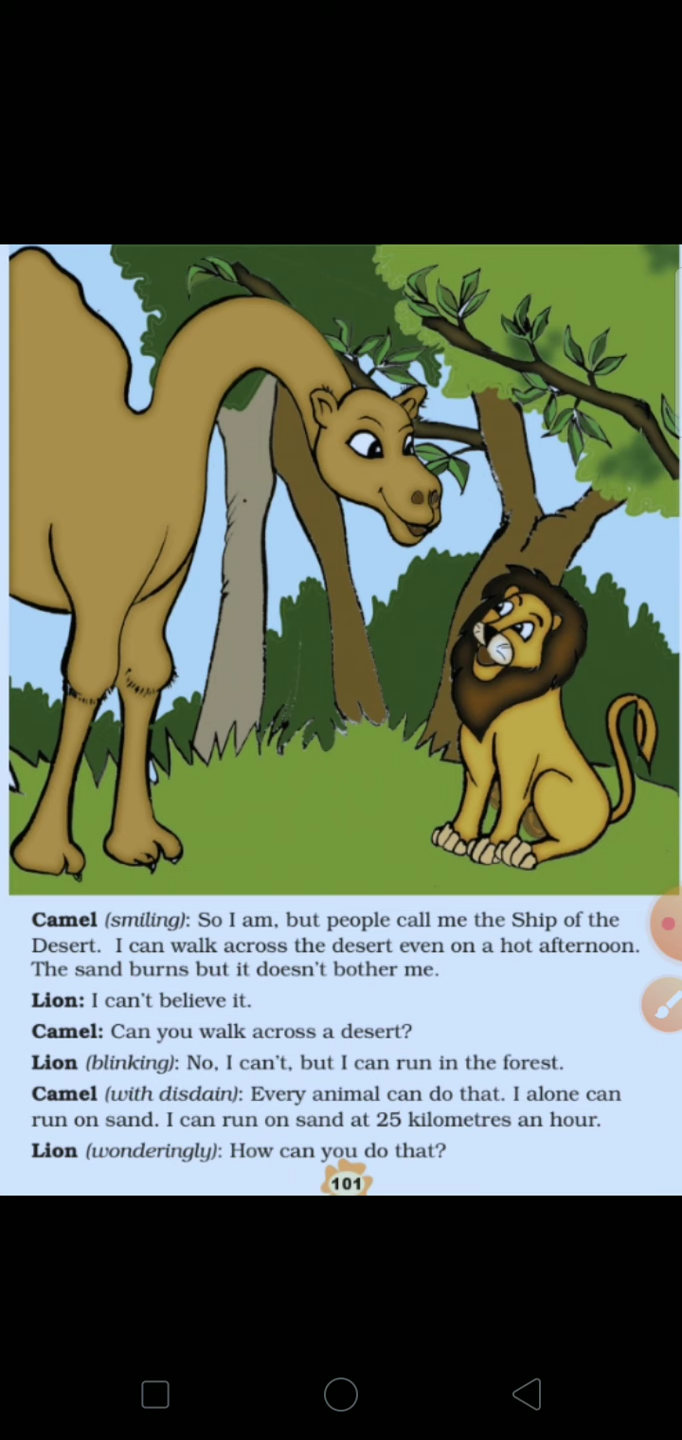 Camel (smiling): So I am, but people call me the Ship of the
Desert. I can walk across the desert even on a hot afternoon.
The sand burns but it doesn't bother me.
Lion: I can't believe it.
Camel: Can you walk across a desert?
Lion (blinking): No, I can't, but I can run in the forest.
Camel (with disdain): Every animal can do that. I alone can
run on sand. I can run on sand at 25 kilometres an hour.
Lion (wonderingly): How can you do that?
101